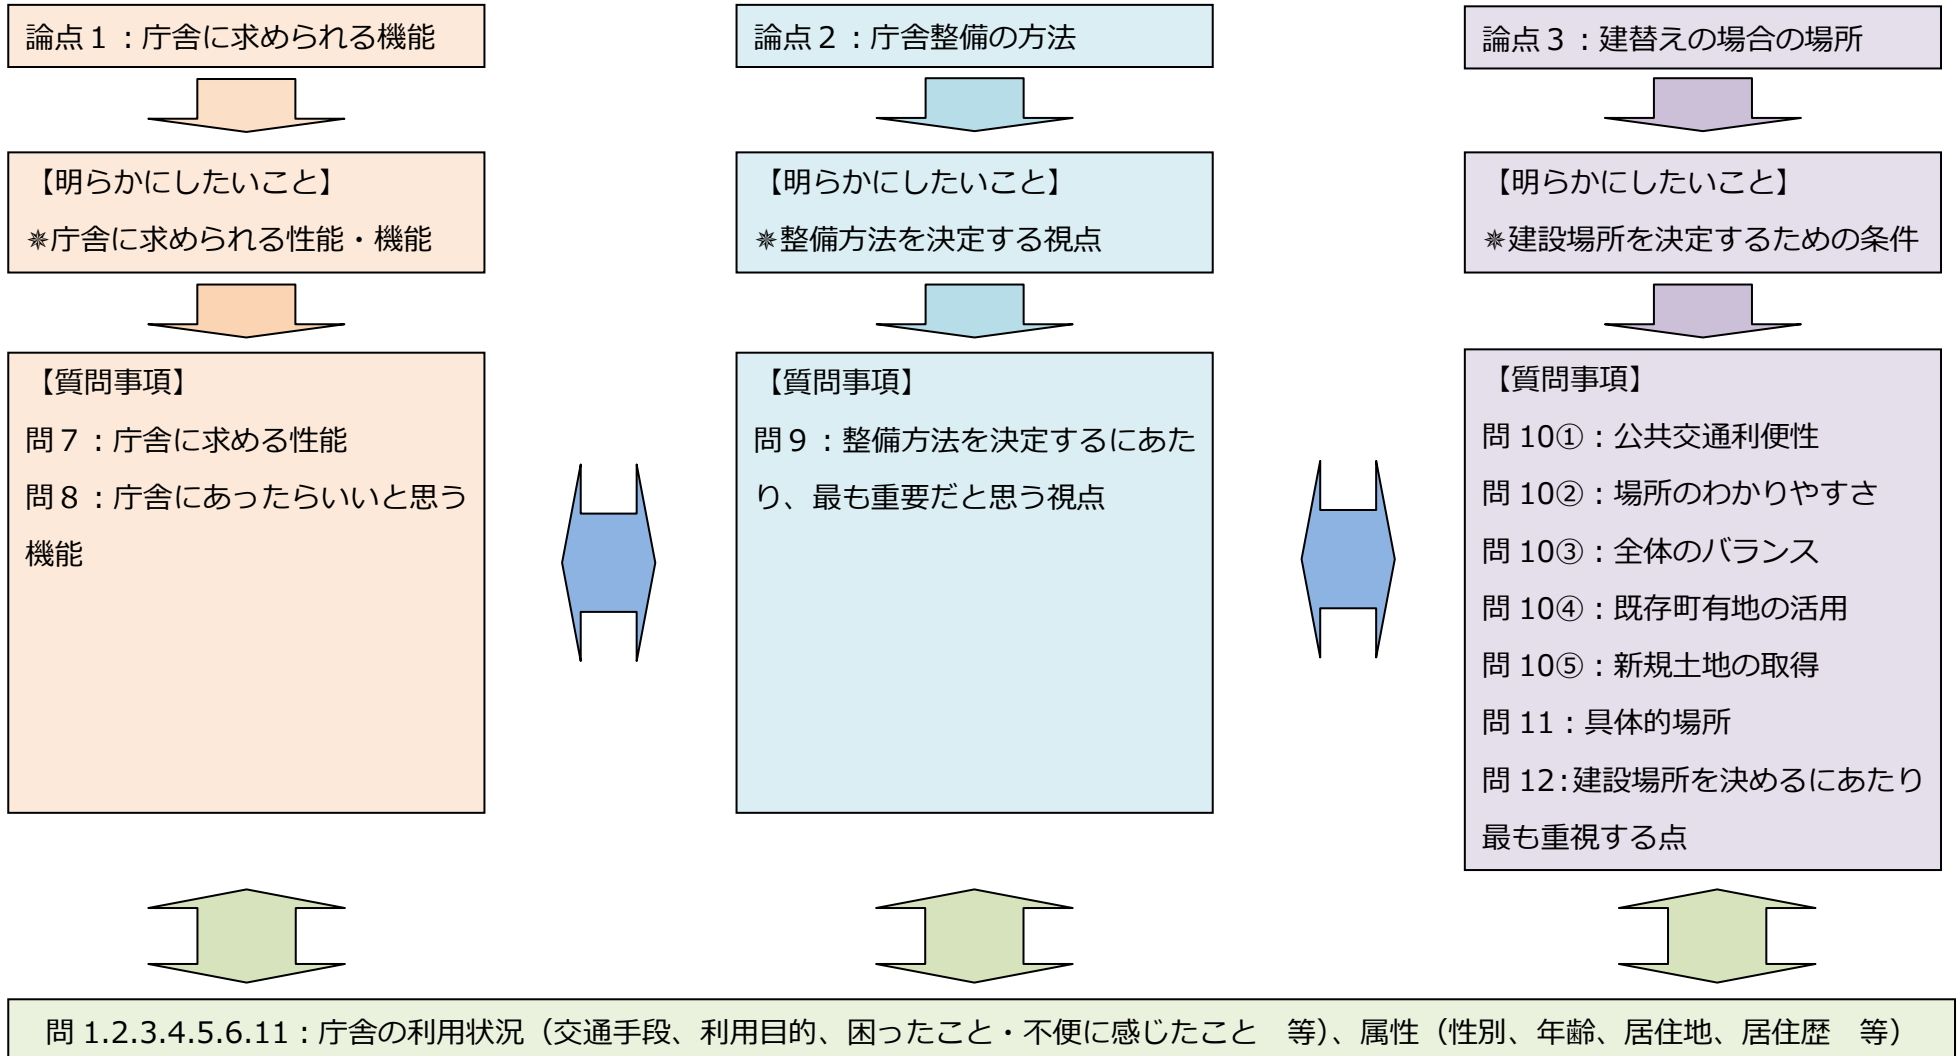 論点１：庁舎に求められる機能
【明らかにしたいこと】
✵庁舎に求められる性能・機能
【質問事項】
問７：庁舎に求める性能
問８：庁舎にあったらいいと思う
機能
論点２：庁舎整備の方法
【明らかにしたいこと】
✵整備方法を決定する視点
【質問事項】
問９：整備方法を決定するにあた
り、最も重要だと思う視点
論点３：建替えの場合の場所
【明らかにしたいこと】
✵建設場所を決定するための条件
【質問事項】
問 10①：公共交通利便性
問 10②：場所のわかりやすさ
問 10③：全体のバランス
問 10④：既存町有地の活用
問 10⑤：新規土地の取得
問 11：具体的場所
問 12:建設場所を決めるにあたり
最も重視する点
問 1.2.3.4.5.6.11：庁舎の利用状況（交通手段、利用目的、困ったこと・不便に感じたこと　等）、属性（性別、年齢、居住地、居住歴　等）